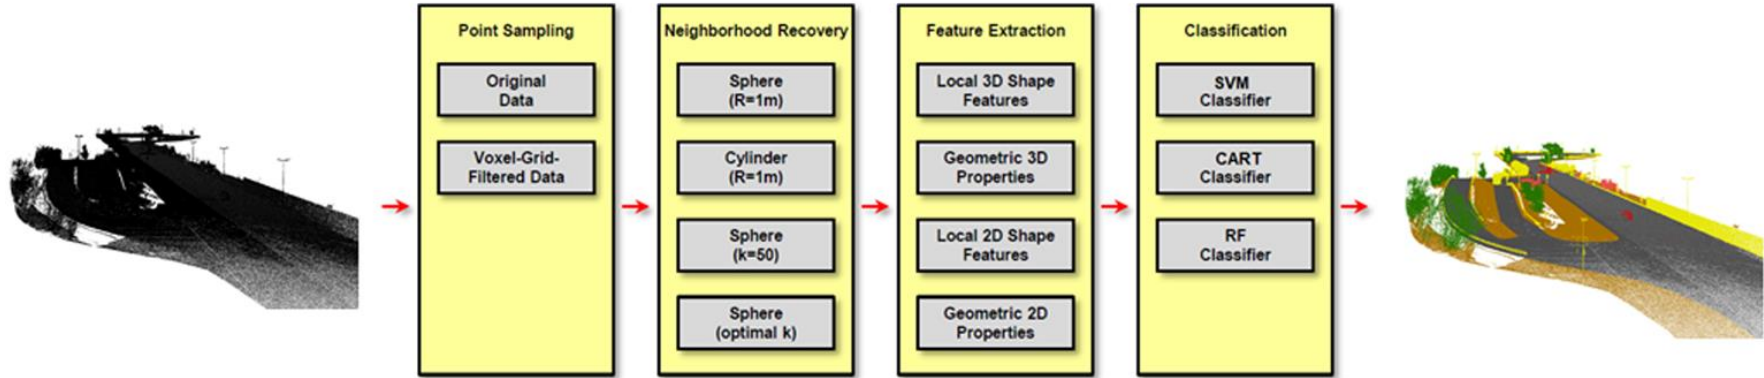 Point Sampling
Original
Data
Voxel-Grid-
Filtered Data
Neighborhood Recovery
Sphere
(R=1m)
Cylinder
(R=1m)
Sphere
(k=50)
Sphere
(optimal k)
Feature Extraction
Local 3D Shape
Features
Geometric 3D
Properties
Local 2D Shape
Features
Geometric 2D
Properties
Classification
SVM
Classifier
CART
Classifier
RF
Classifier